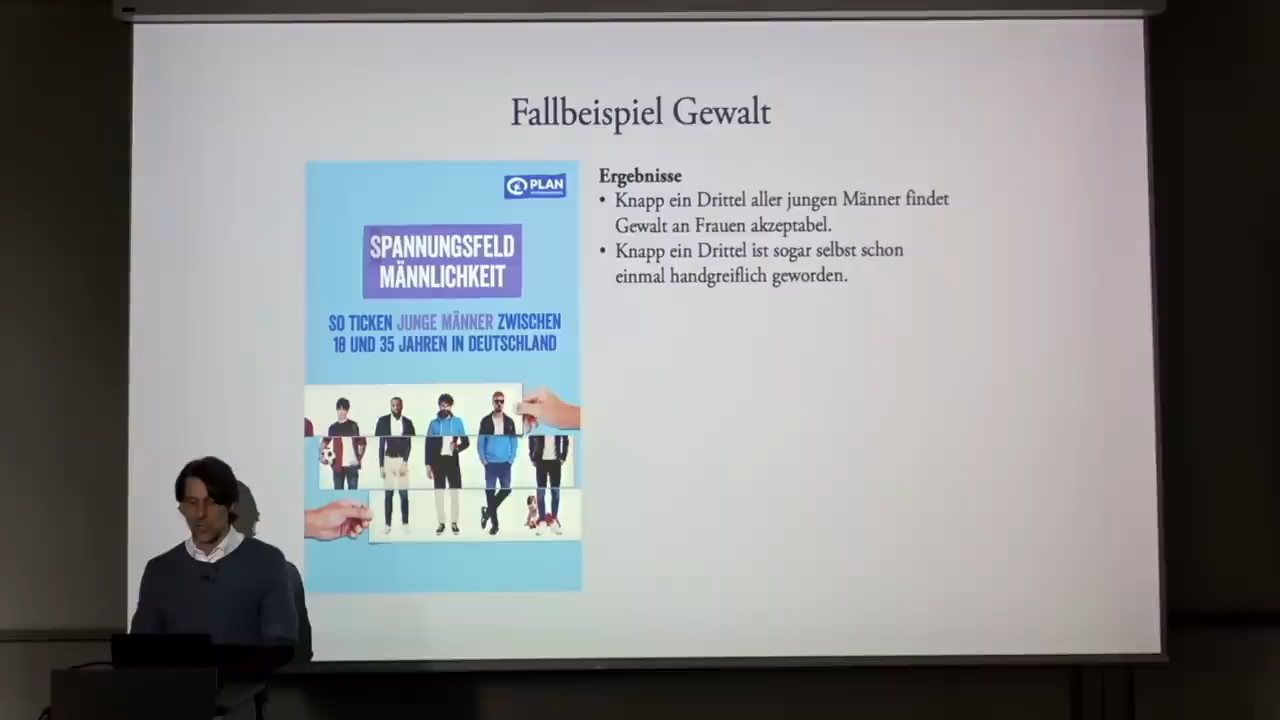 Fallbeispiel Gewalt
PLAN
SPANNUNGSFELD
MÄNNLICHKEIT
SO TICKEN JUNGE MÄNNER ZWISCHEN
18 UND 35 JAHREN IN DEUTSCHLAND
Ergebnisse
• Knapp ein Drittel aller jungen Männer findet
Gewalt an Frauen akzeptabel.
• Knapp ein Drittel ist sogar selbst schon
einmal handgreiflich geworden.